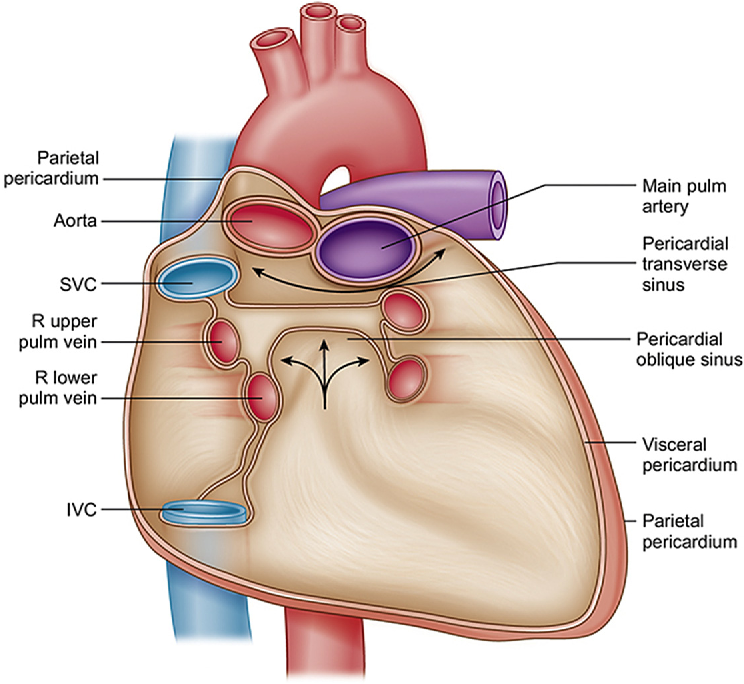 Parietal
pericardium
Aorta
SVC
R upper
pulm vein
R lower
pulm vein
IVC
Main pulm
artery
Pericardial
transverse
sinus
Pericardial
oblique sinus
Visceral
pericardium
Parietal
pericardium